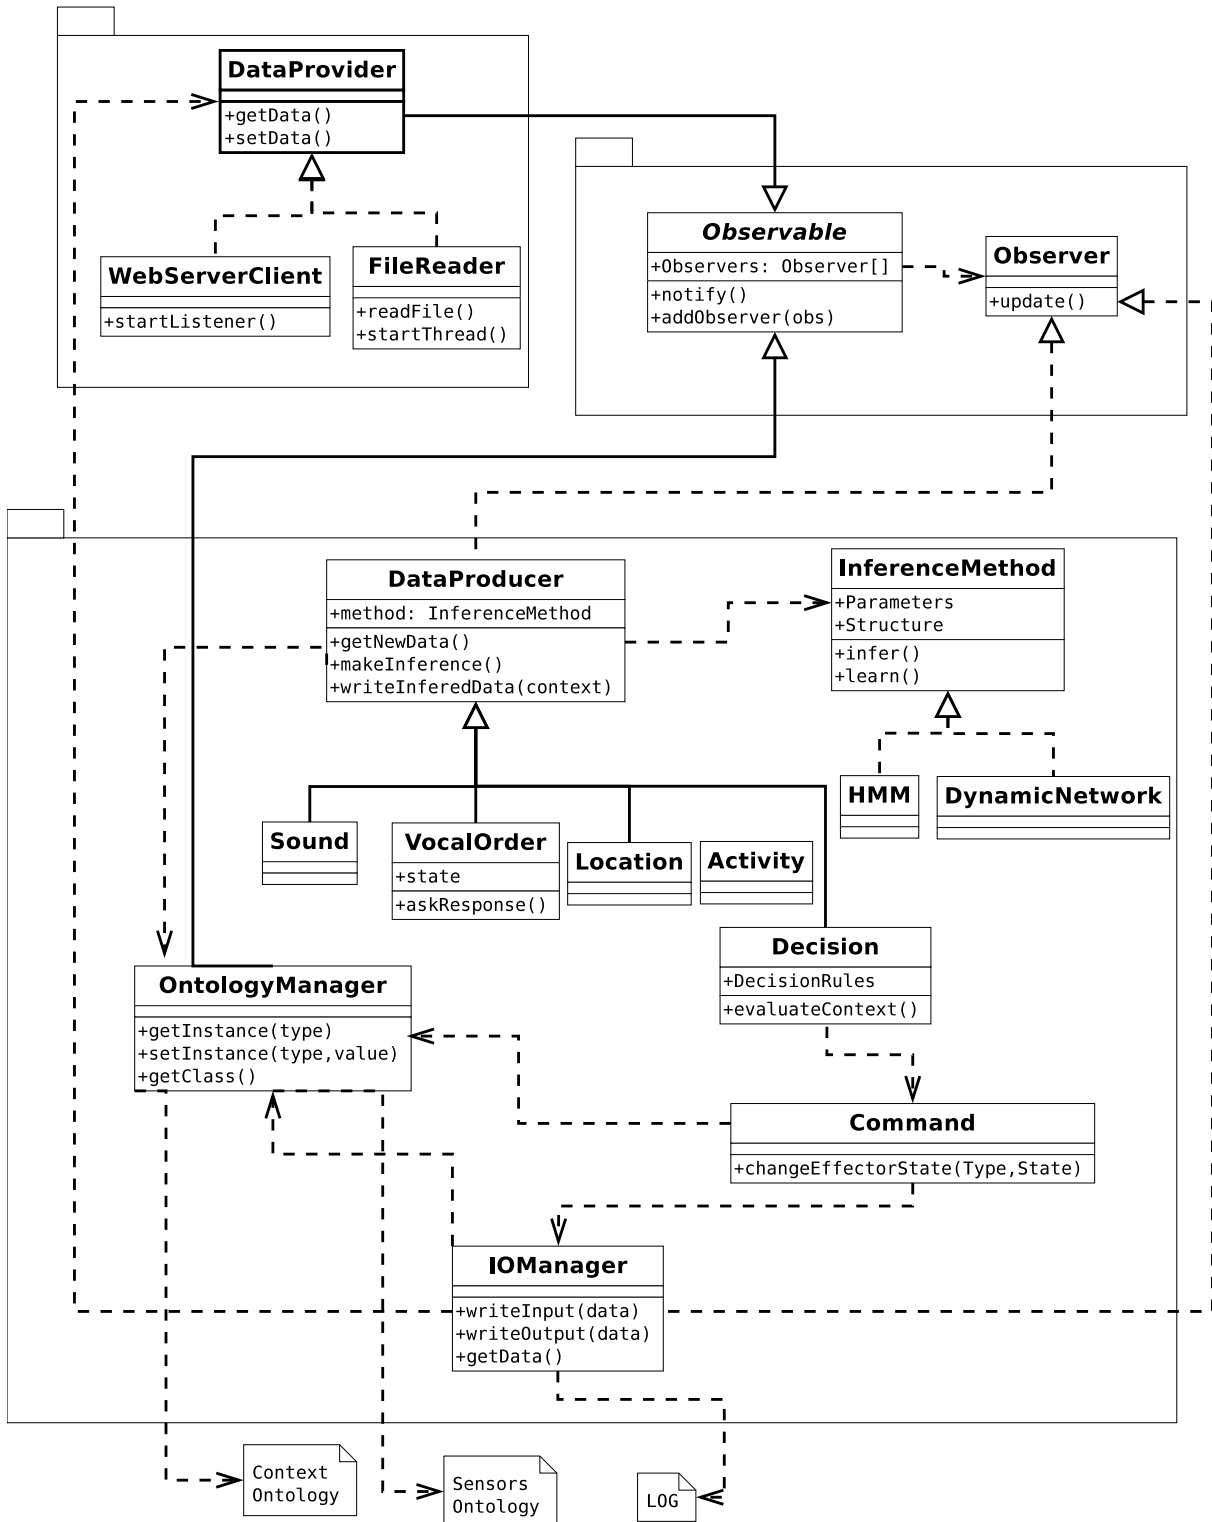 DataProvider
+getData()
+setData()
WebServerClient
+startListener()
FileReader
+readFile()
+startThread()
Observable
+Observers: Observer[]
+notify()
+addObserver(obs)
Observer
+update()
DataProducer
+method: InferenceMethod
+getNewData()
+makeInference()
+writeInferedData(context)
InferenceMethod
+Parameters
+Structure
+infer()
+learn()
HMM
DynamicNetwork
Sound
VocalOrder
+state
+askResponse()
Location
Activity
Decision
+DecisionRules
+evaluateContext()
OntologyManager
+getInstance(type)
+setInstance(type,value)
+getClass()
Command
+changeEffectorState(Type,State)
IOManager
+writeInput(data)
+writeOutput(data)
+getData()
Context
Ontology
Sensors
Ontology
LOG